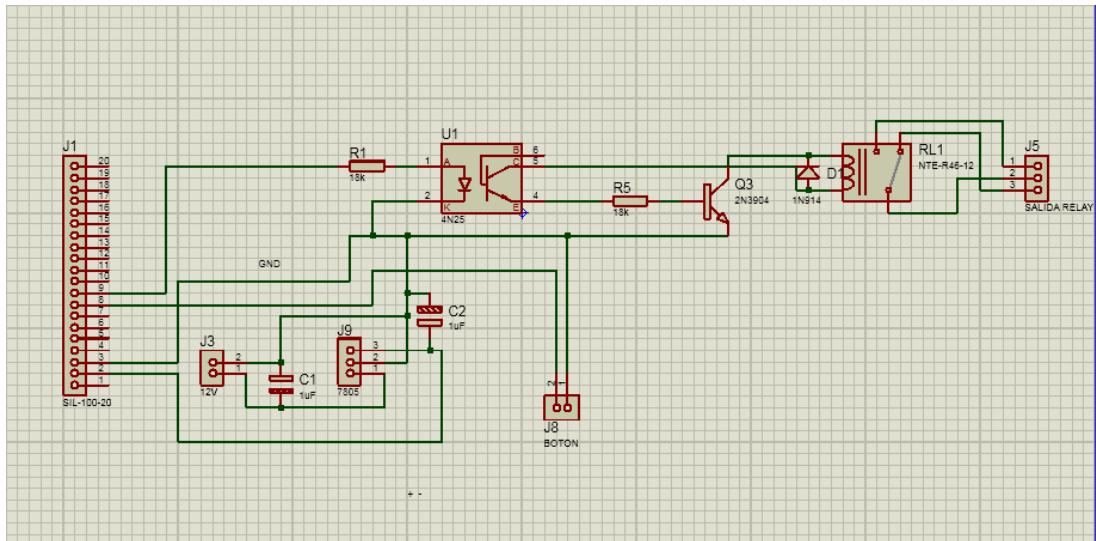 J1
20
19
18
17
16
15
14
13
12
11
10
9
8
7
6
5
4
3
2
1
SIL-100-20
R1
18k
U1
1
2
A
K
B
C
E
6
5
4
4N25
R5
18k
Q3
2N3904
D1
1N914
RL1
NTE-R46-12
J5
1
2
3
SALIDA RELAY
GND
J3
2
1
12V
C1
1uF
J9
3
2
1
7805
C2
1uF
2
1
J8
BOTON
+ -